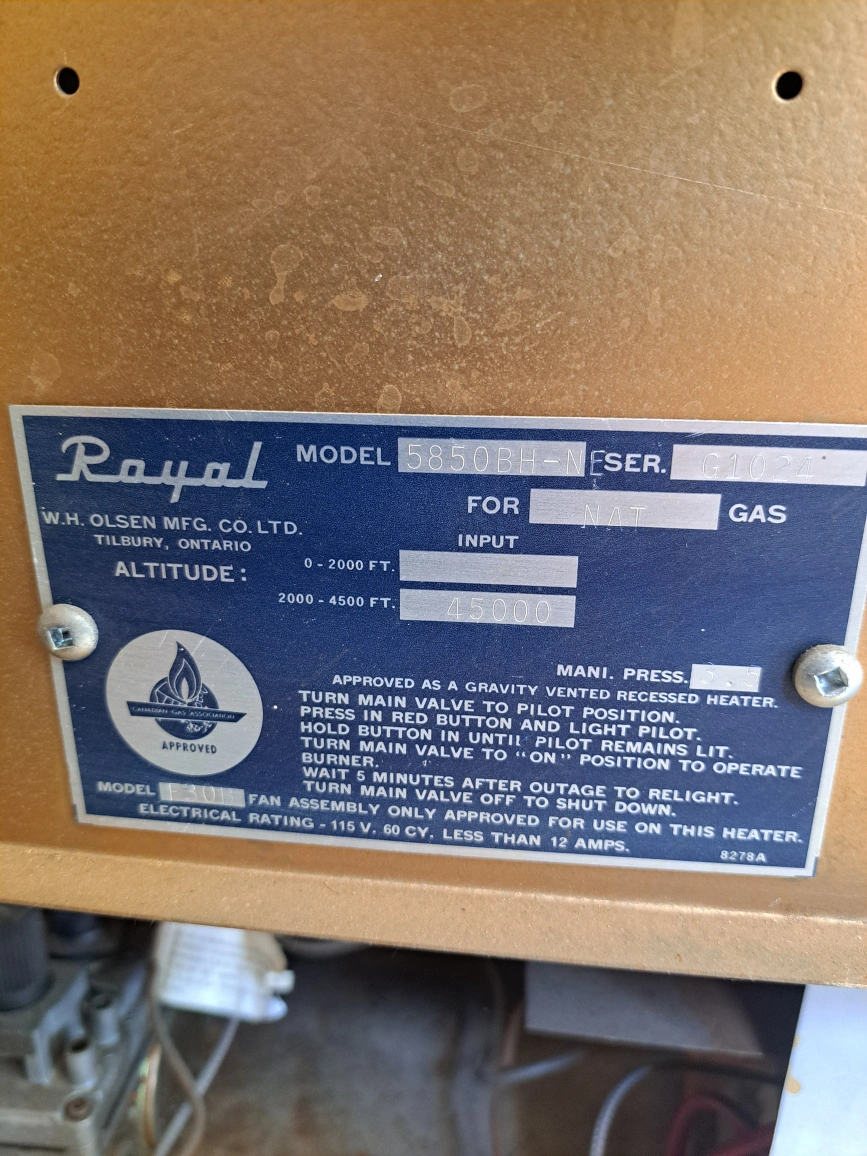 Royal
MODEL 5850BH-NE SER. G1024
FOR NAT GAS
W.H. OLSEN MFG. CO. LTD.
TILBURY, ONTARIO
INPUT
ALTITUDE: 0 - 2000 FT.
2000 - 4500 FT. 45000
MANI. PRESS.
APPROVED AS A GRAVITY VENTED RECESSED HEATER.
TURN MAIN VALVE TO PILOT POSITION.
PRESS IN RED BUTTON AND LIGHT PILOT.
HOLD BUTTON IN UNTIL PILOT REMAINS LIT.
TURN MAIN VALVE TO "ON" POSITION TO OPERATE
BURNER.
WAIT 5 MINUTES AFTER OUTAGE TO RELIGHT.
TURN MAIN VALVE OFF TO SHUT DOWN.
CANADIAN GAS ASSOCIATION
APPROVED
MODEL FAN ASSEMBLY ONLY APPROVED FOR USE ON THIS HEATER.
ELECTRICAL RATING - 115 V. 60 CY. LESS THAN 12 AMPS.
8278A